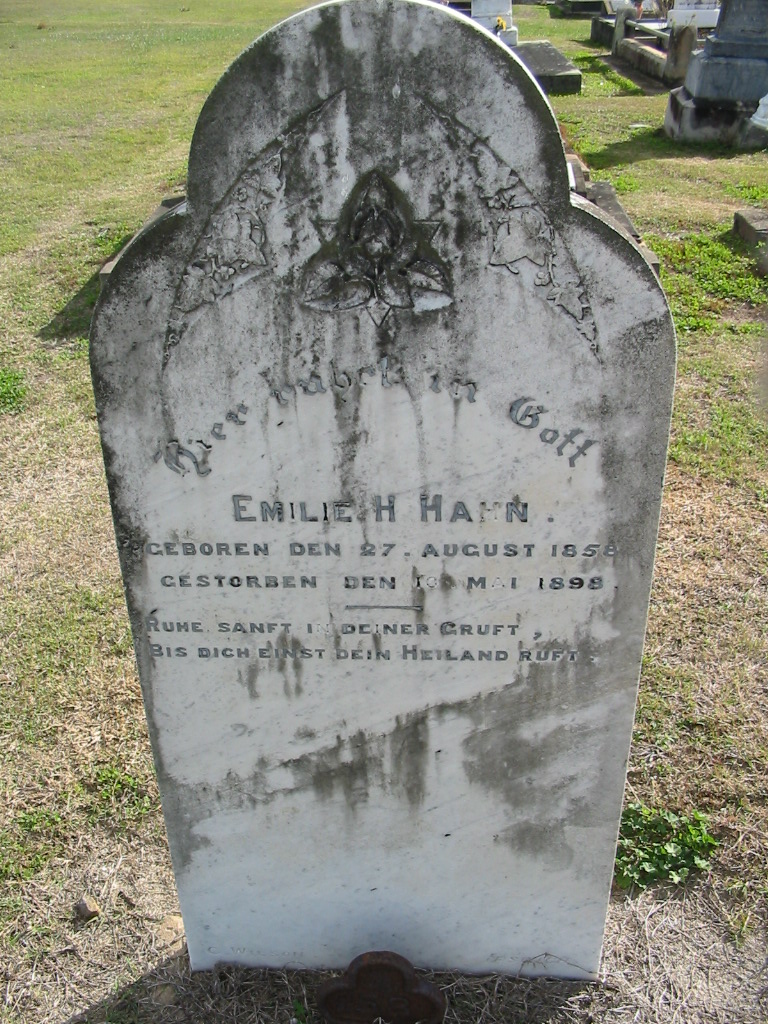 Hier ruhet in Gott
EMILIE H HAHN.
GEBOREN DEN 27. AUGUST 1858
GESTORBEN DEN MAI 1898.
RUHE SANFT IN DEINER GRUFT,
BIS DICH EINST DEIN HEILAND RUFT.